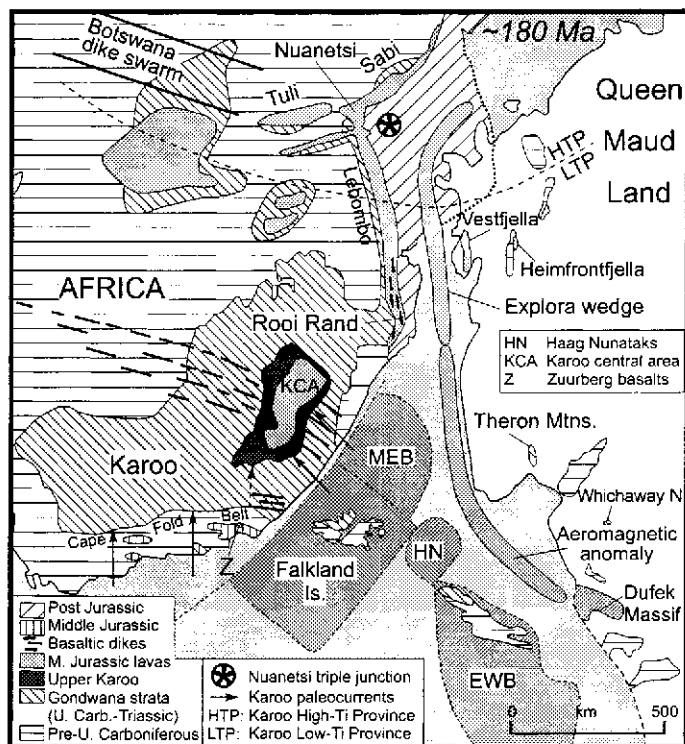 ~180 Ma
Botswana
dike swarm
Nuanetsi
Sabi
Tuli
Queen
Maud
Land
HTP
LTP
Lebombo
Vestfjella
Heimfrontfjella
AFRICA
Explora wedge
Rooi Rand
HN Haag Nunataks
KCA Karoo central area
Z Zuurberg basalts
KCA
Theron Mtns.
MEB
Karoo
Whichaway N
Cape Fold Belt
HN
Aeromagnetic
anomaly
Z
Falkland
Is.
Dufek
Massif
EWB
Post Jurassic
Middle Jurassic
Basaltic dikes
M. Jurassic lavas
Upper Karoo
Gondwana strata
(U. Carb.-Triassic)
Pre-U. Carboniferous
Nuanetsi triple junction
Karoo paleocurrents
HTP: Karoo High-Ti Province
LTP: Karoo Low-Ti Province
0 km 500